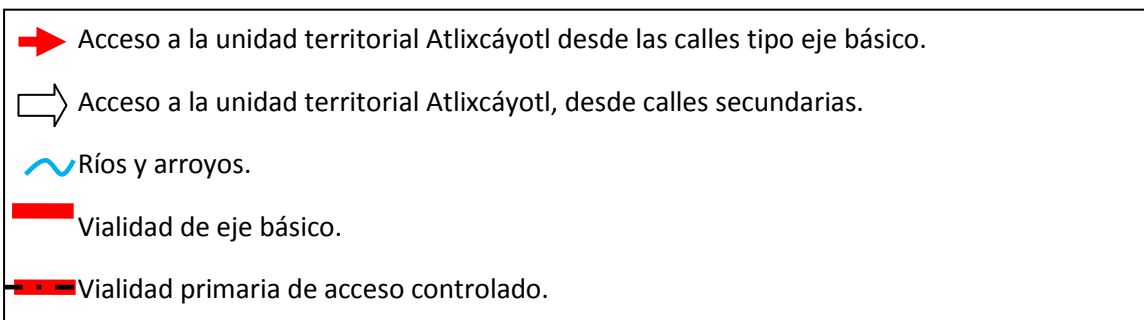 Acceso a la unidad territorial Atlixcáyotl desde las calles tipo eje básico.
Acceso a la unidad territorial Atlixcáyotl, desde calles secundarias.
Ríos y arroyos.
Vialidad de eje básico.
Vialidad primaria de acceso controlado.